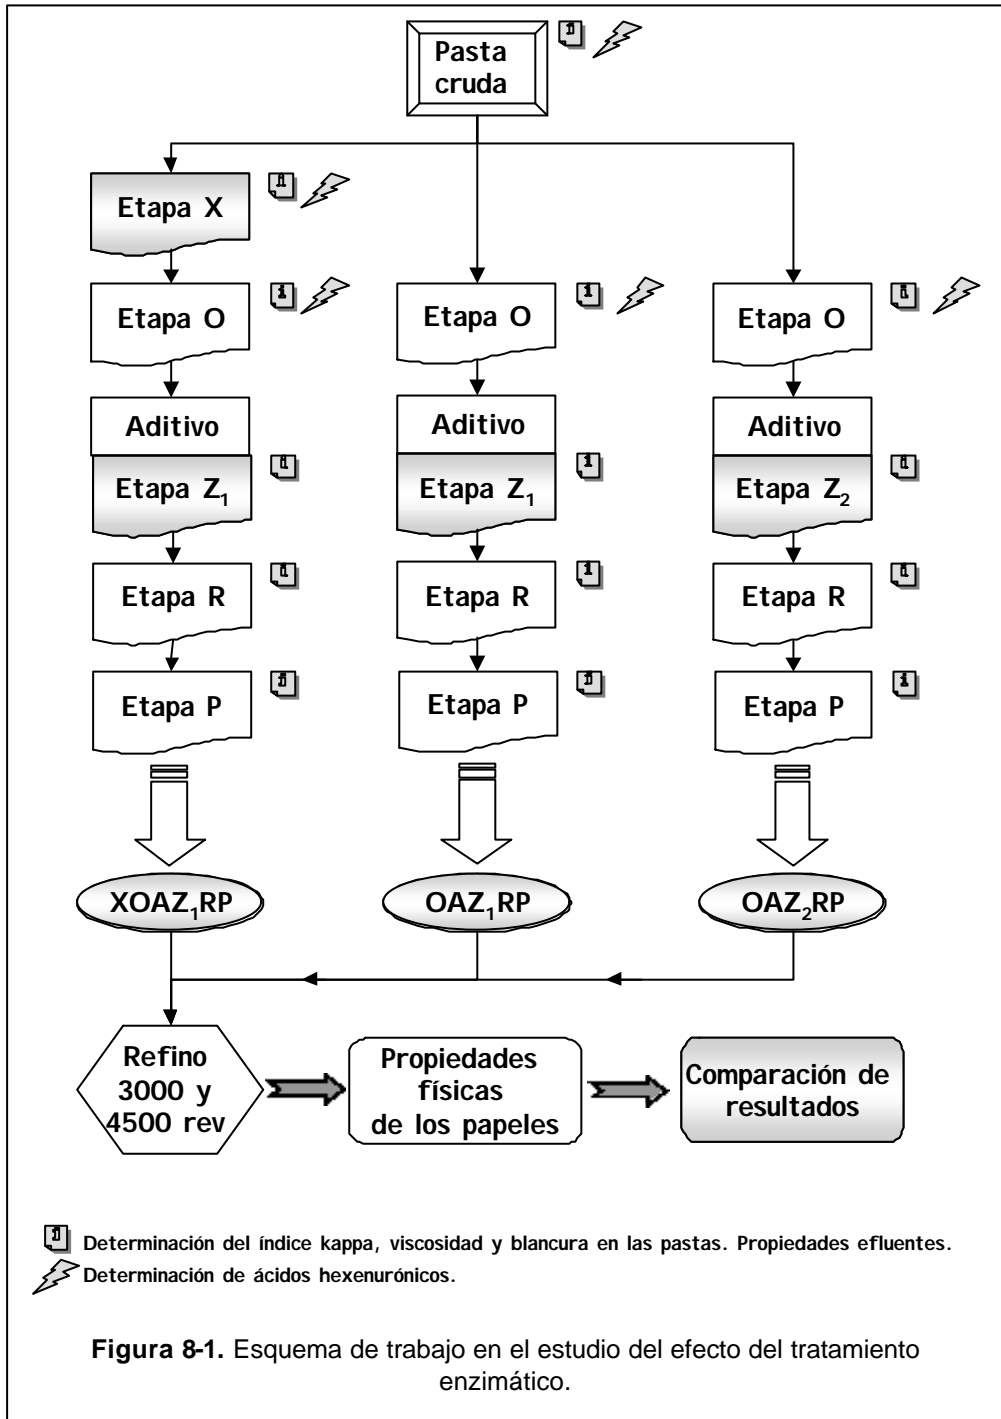 Pasta
cruda
Etapa X
Etapa O
Etapa O
Etapa O
Aditivo
Aditivo
Aditivo
Etapa Z1
Etapa Z1
Etapa Z2
Etapa R
Etapa R
Etapa R
Etapa P
Etapa P
Etapa P
XOAZ1RP
OAZ1RP
OAZ2RP
Refino
3000 y
4500 rev
Propiedades
físicas
de los papeles
Comparación de
resultados
Determinación del índice kappa, viscosidad y blancura en las pastas. Propiedades efluentes.
Determinación de ácidos hexenurónicos.
Figura 8-1. Esquema de trabajo en el estudio del efecto del tratamiento
enzimático.